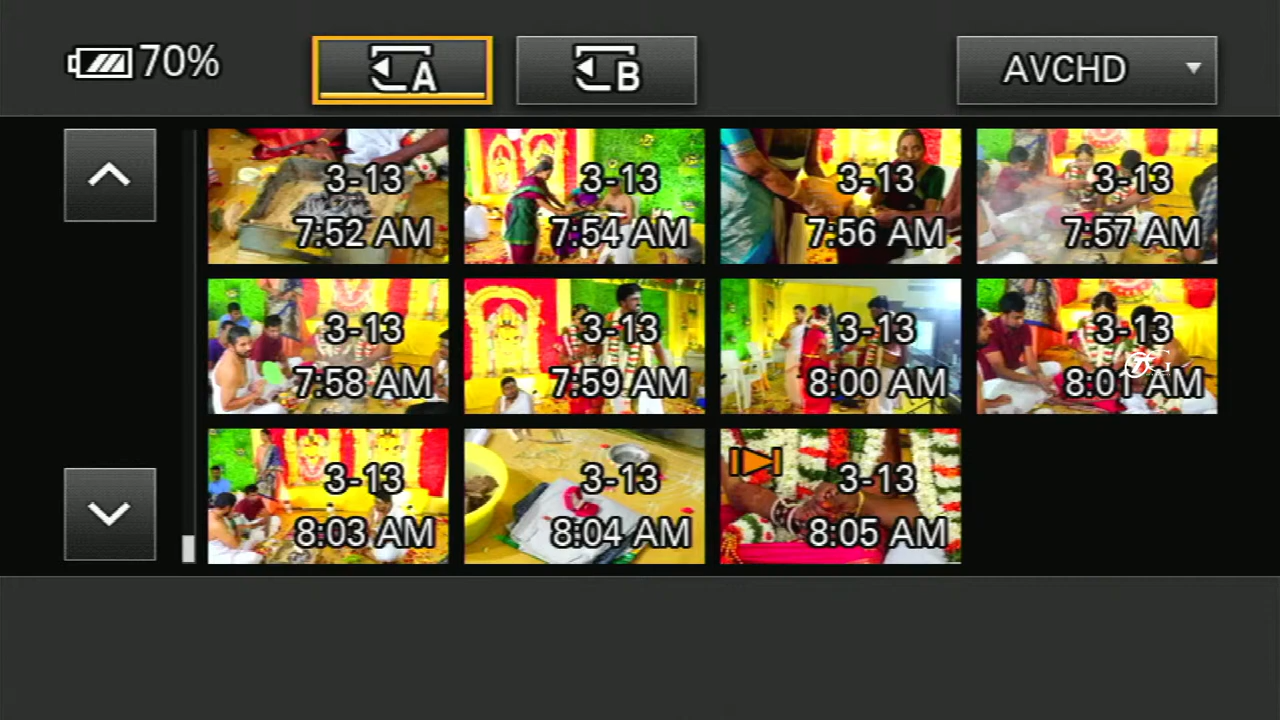 70%
A
B
AVCHD
3-13
7:52 AM
3-13
7:54 AM
3-13
7:56 AM
3-13
7:57 AM
3-13
7:58 AM
3-13
7:59 AM
3-13
8:00 AM
3-13
8:01 AM
3-13
8:03 AM
3-13
8:04 AM
3-13
8:05 AM